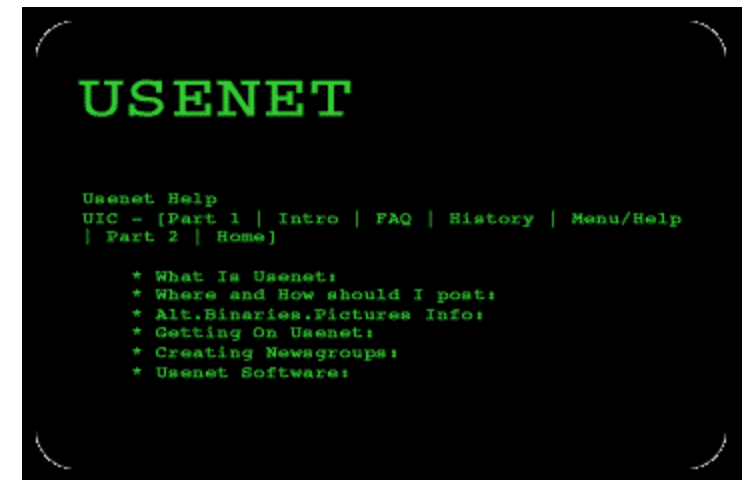 USENET
Usenet Help
UIC - [Part 1 | Intro | FAQ | History | Menu/Help
| Part 2 | Home]
* What Is Usenet:
* Where and How should I post:
* Alt.Binaries.Pictures Info:
* Getting On Usenet:
* Creating Newsgroups:
* Usenet Software: